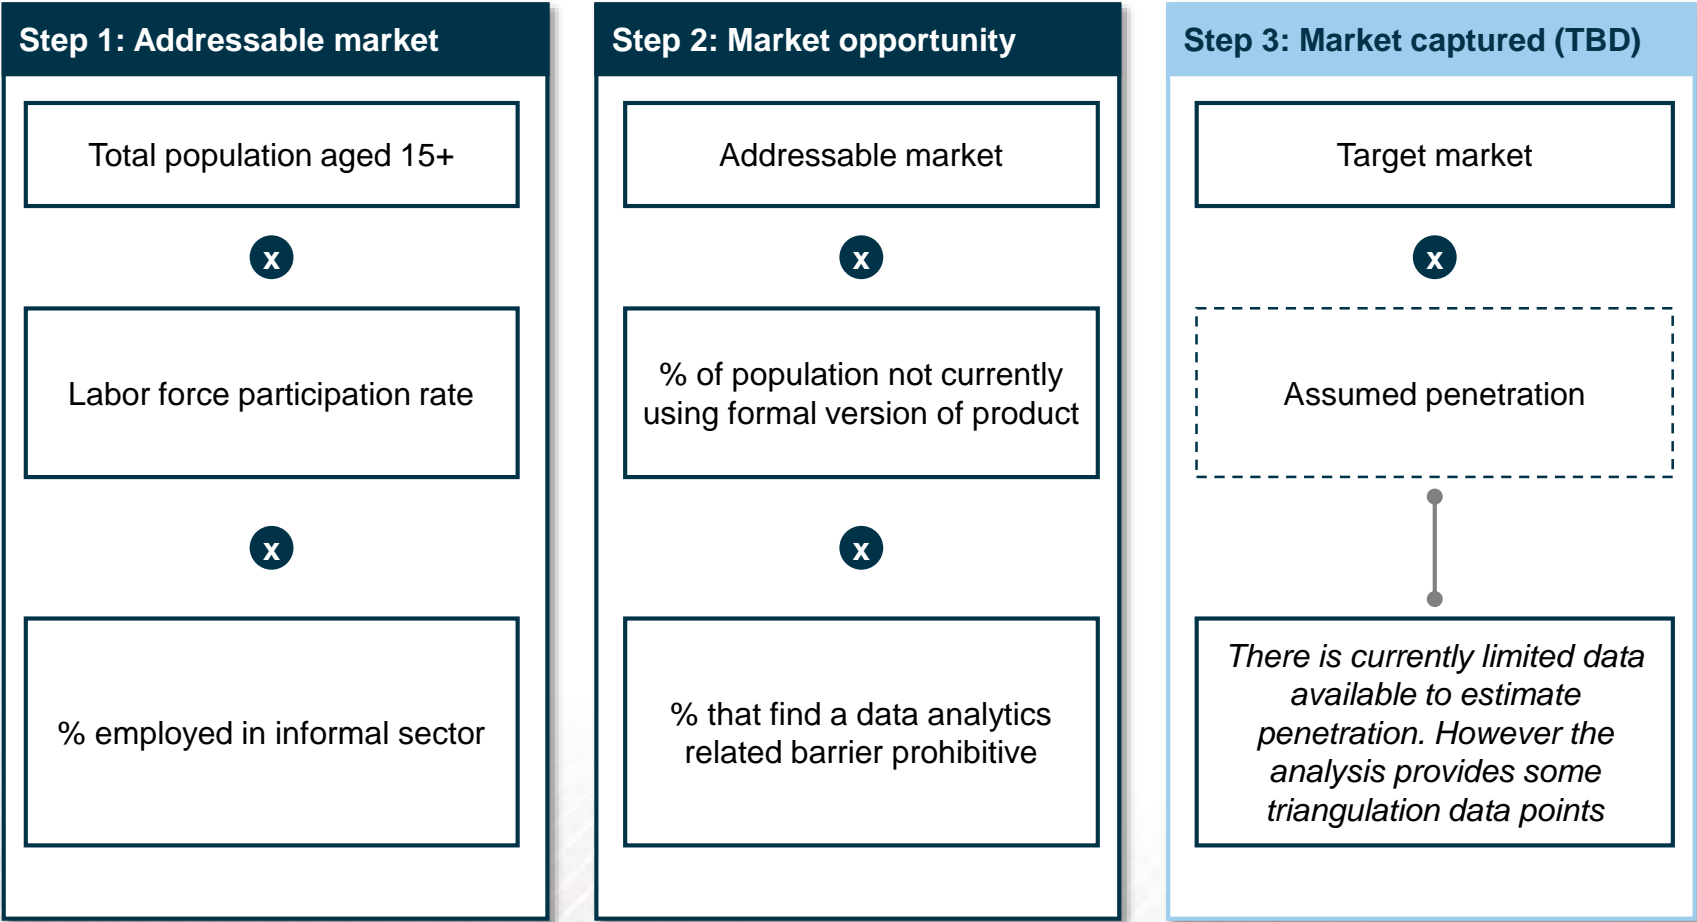 Step 1: Addressable market
Total population aged 15+
x
Labor force participation rate
x
% employed in informal sector
Step 2: Market opportunity
Addressable market
x
% of population not currently
using formal version of product
x
% that find a data analytics
related barrier prohibitive
Step 3: Market captured (TBD)
Target market
x
Assumed penetration
There is currently limited data
available to estimate
penetration. However the
analysis provides some
triangulation data points